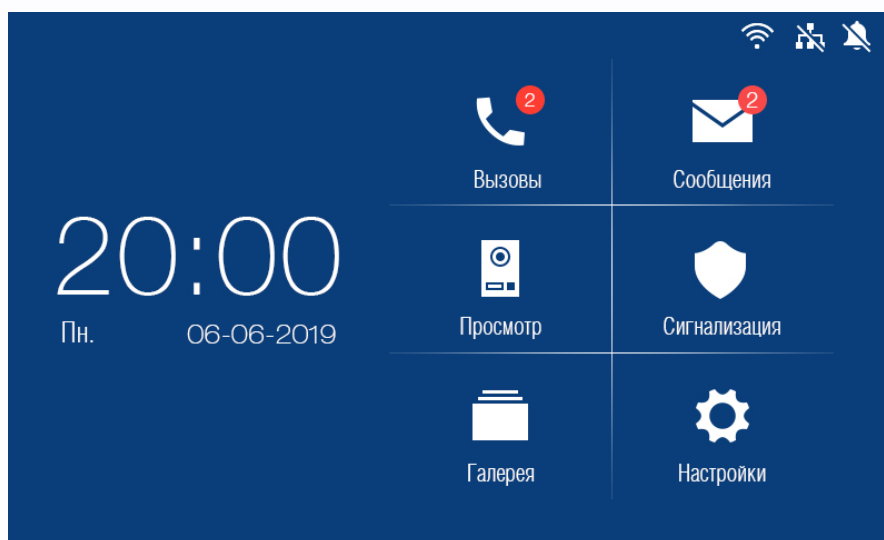 2
2
Вызовы
Сообщения
20:00
Пн.
06-06-2019
Просмотр
Сигнализация
Галерея
Настройки